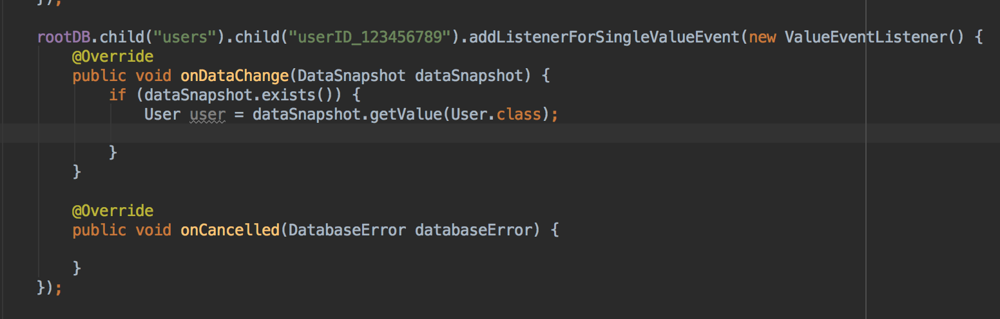 });
rootDB.child("users").child("userID_123456789").addListenerForSingleValueEvent(new ValueEventListener() {
    @Override
    public void onDataChange(DataSnapshot dataSnapshot) {
        if (dataSnapshot.exists()) {
            User user = dataSnapshot.getValue(User.class);
        }
    }
    @Override
    public void onCancelled(DatabaseError databaseError) {
    }
});